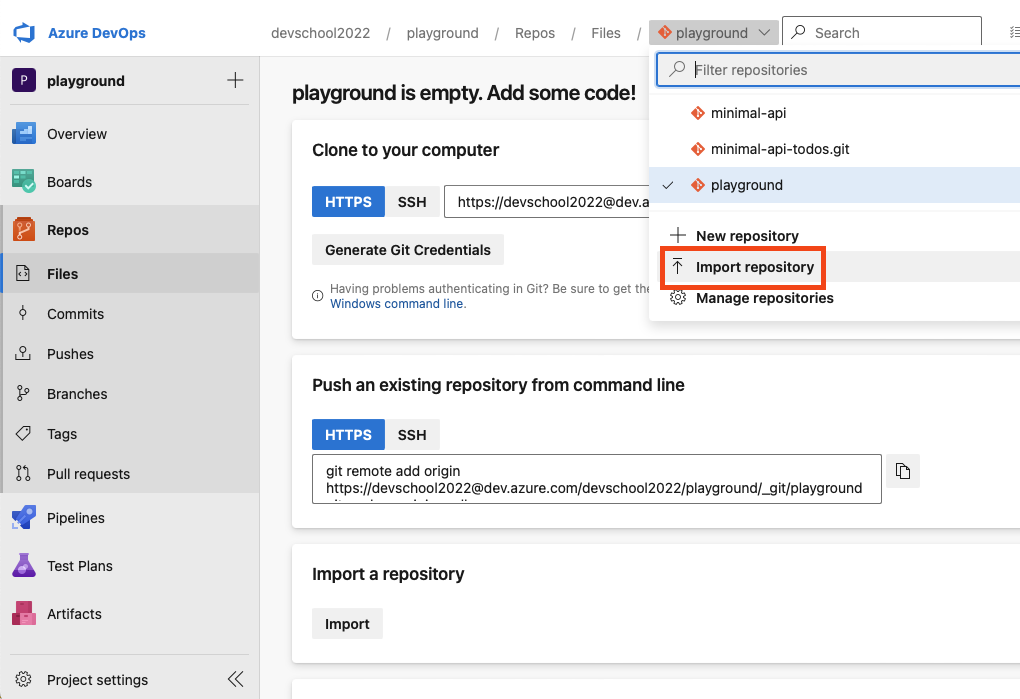 Azure DevOps
devschool2022 / playground / Repos / Files / playground
Search
P playground
Overview
Boards
Repos
Files
Commits
Pushes
Branches
Tags
Pull requests
Pipelines
Test Plans
Artifacts
Project settings
Filter repositories
minimal-api
minimal-api-todos.git
playground
New repository
Import repository
Manage repositories
playground is empty. Add some code!
Clone to your computer
HTTPS SSH https://devschool2022@dev.a
Generate Git Credentials
Having problems authenticating in Git? Be sure to get the
Windows command line.
Push an existing repository from command line
HTTPS SSH
git remote add origin
https://devschool2022@dev.azure.com/devschool2022/playground/_git/playground
Import a repository
Import